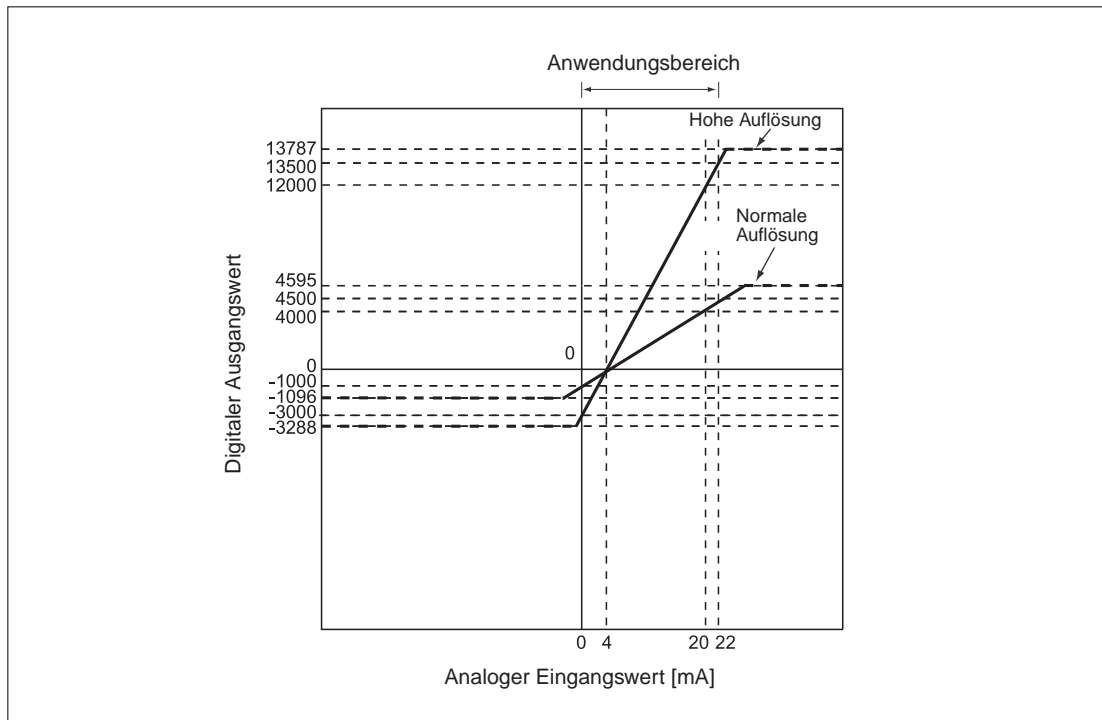 Anwendungsbereich
Hohe Auflösung
13787
13500
12000
Normale
Auflösung
4595
4500
4000
0
0
-1000
-1096
-3000
-3288
Digitaler Ausgangswert
0 4 20 22
Analoger Eingangswert [mA]